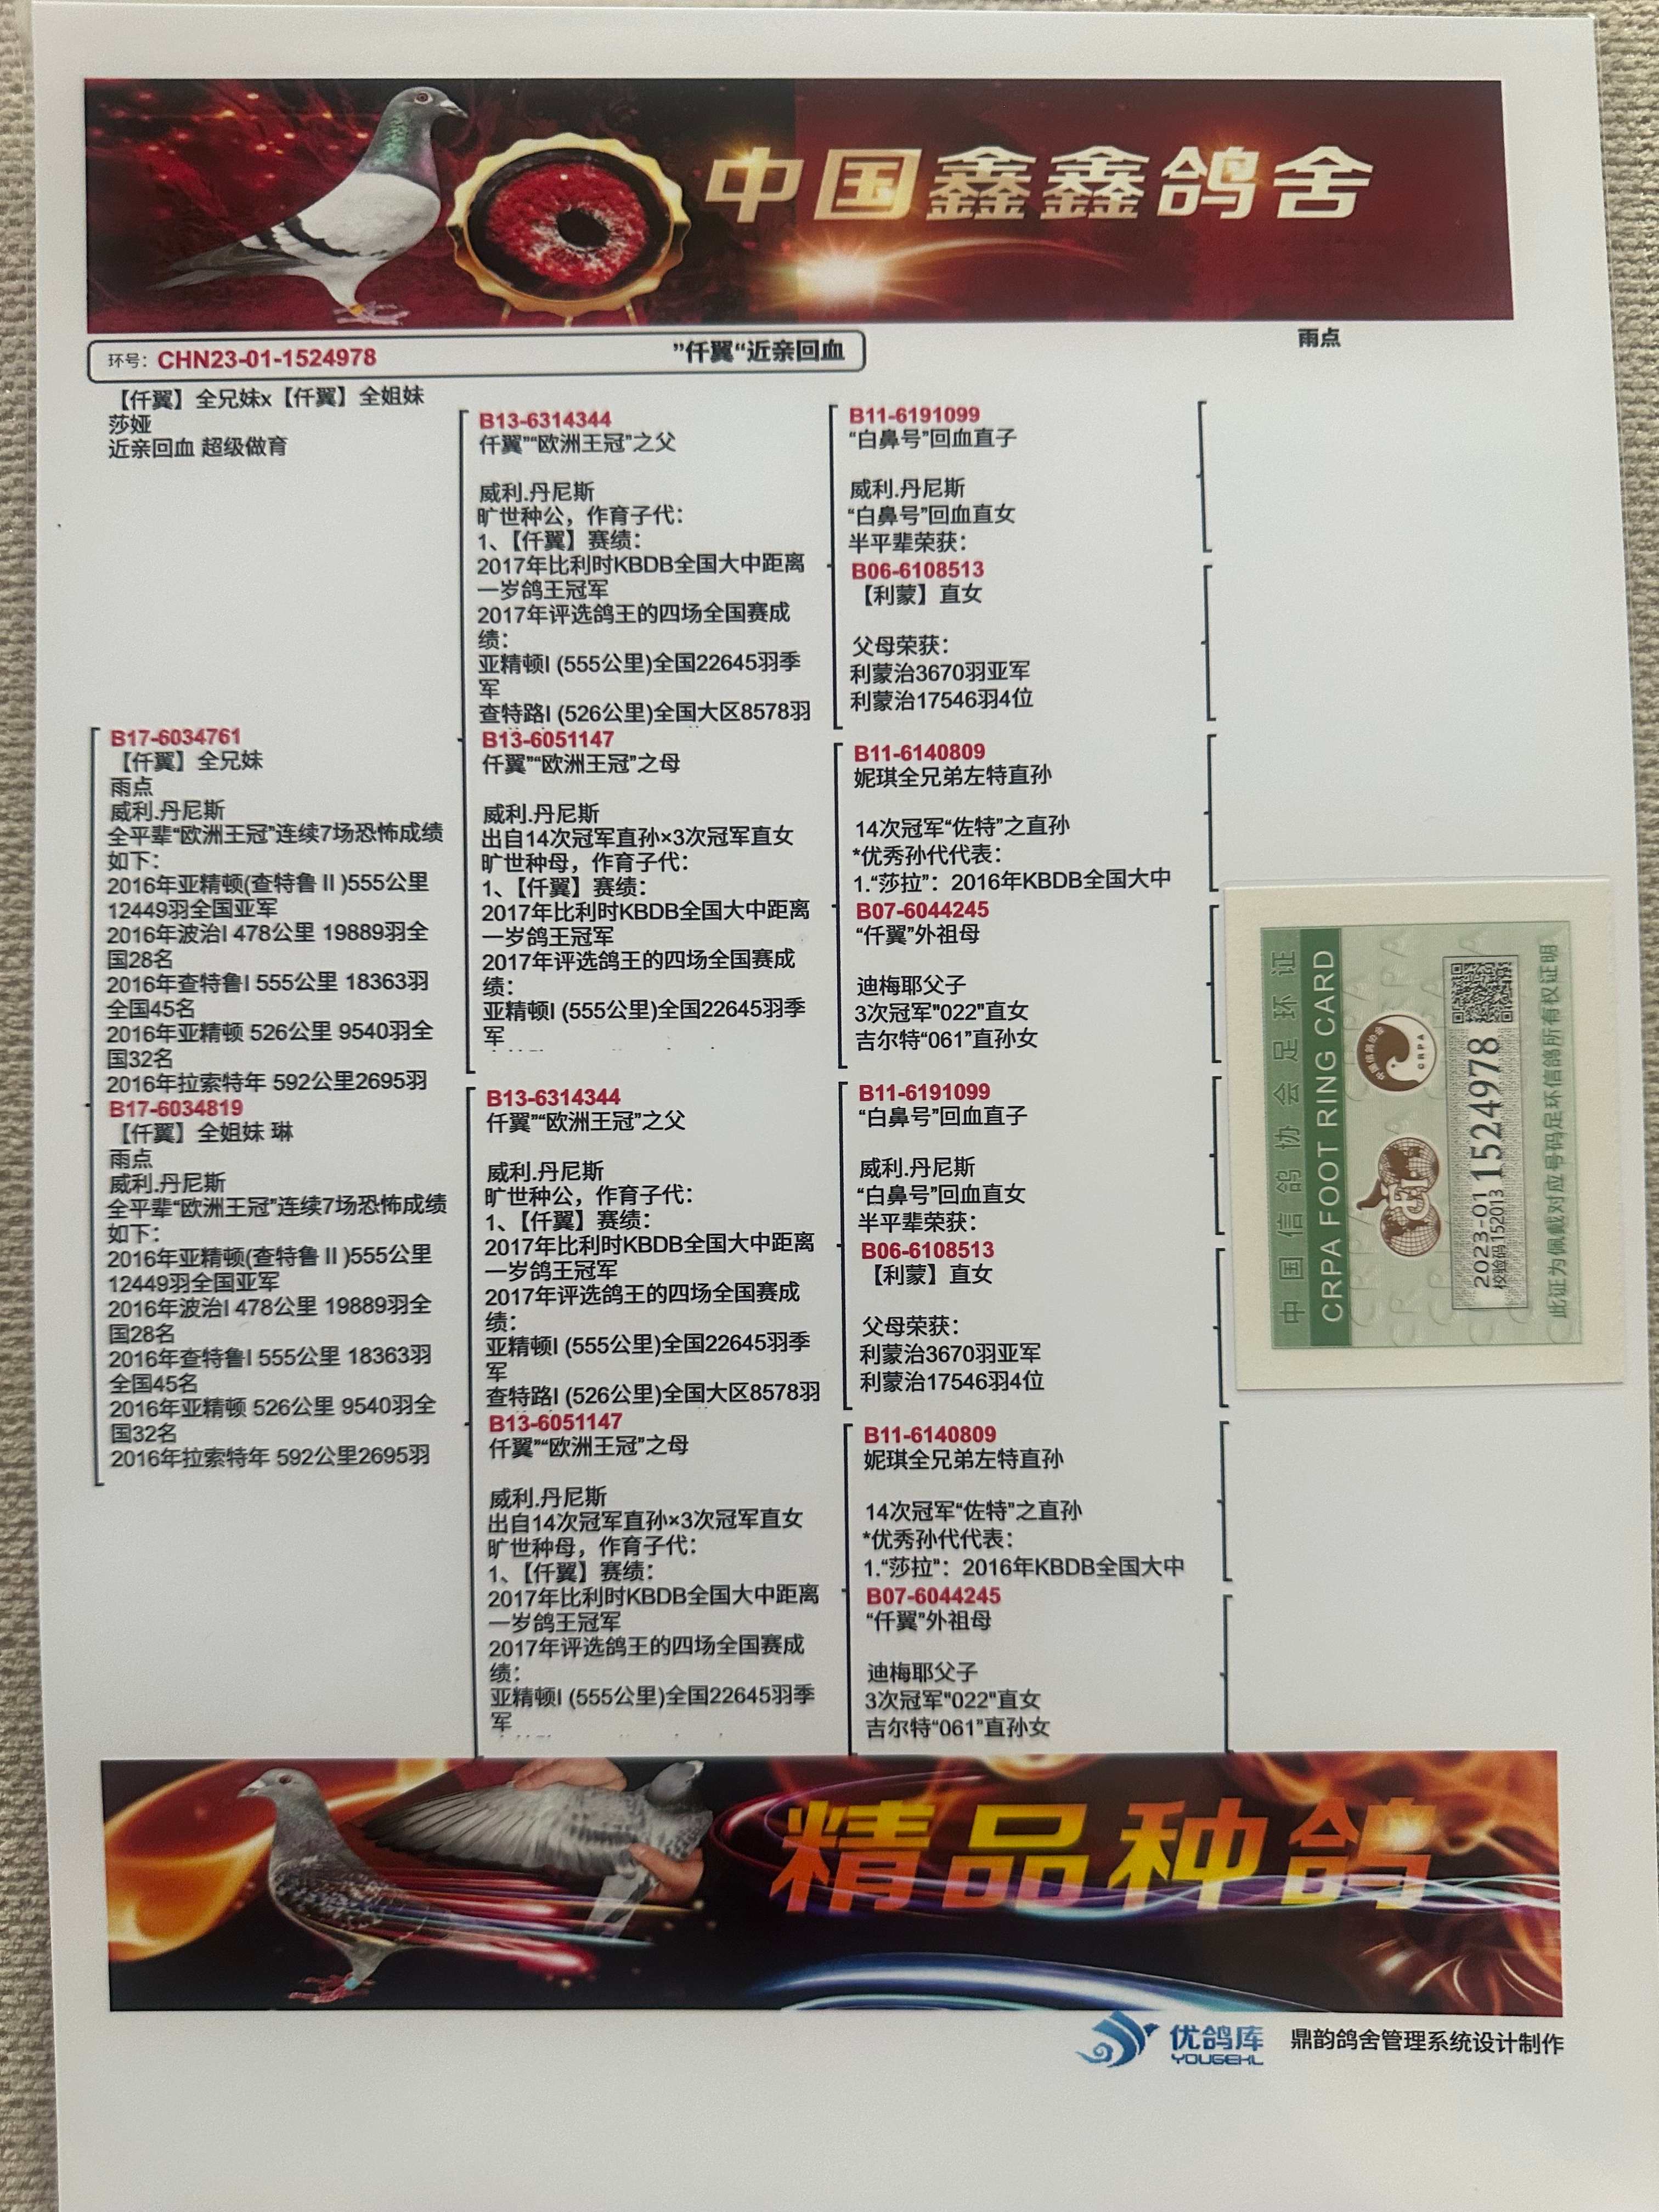 中国鑫鑫鸽舍
环号：CHN23-01-1524978
”仟翼“近亲回血
雨点
【仟翼】全兄妹x【仟翼】全姐妹
莎娅
近亲回血 超级做育
B17-6034761
【仟翼】全兄妹
雨点
威利.丹尼斯
全平辈“欧洲王冠”连续7场恐怖成绩
如下：
2016年亚精顿(查特鲁Ⅱ)555公里
12449羽全国亚军
2016年波治I 478公里 19889羽全
国28名
2016年查特鲁I 555公里 18363羽
全国45名
2016年亚精顿 526公里 9540羽全
国32名
2016年拉索特年 592公里2695羽
B17-6034819
【仟翼】全姐妹 琳
雨点
威利.丹尼斯
全平辈“欧洲王冠”连续7场恐怖成绩
如下：
2016年亚精顿(查特鲁Ⅱ)555公里
12449羽全国亚军
2016年波治I 478公里 19889羽全
国28名
2016年查特鲁I 555公里 18363羽
全国45名
2016年亚精顿 526公里 9540羽全
国32名
2016年拉索特年 592公里2695羽
B13-6314344
仟翼”“欧洲王冠”之父
威利.丹尼斯
旷世种公，作育子代：
1、【仟翼】赛绩：
2017年比利时KBDB全国大中距离
一岁鸽王冠军
2017年评选鸽王的四场全国赛成
绩：
亚精顿I (555公里)全国22645羽季
军
查特路I (526公里)全国大区8578羽
B13-6051147
仟翼”“欧洲王冠”之母
威利.丹尼斯
出自14次冠军直孙×3次冠军直女
旷世种母，作育子代：
1、【仟翼】赛绩：
2017年比利时KBDB全国大中距离
一岁鸽王冠军
2017年评选鸽王的四场全国赛成
绩：
亚精顿I (555公里)全国22645羽季
军
B13-6314344
仟翼”“欧洲王冠”之父
威利.丹尼斯
旷世种公，作育子代：
1、【仟翼】赛绩：
2017年比利时KBDB全国大中距离
一岁鸽王冠军
2017年评选鸽王的四场全国赛成
绩：
亚精顿I (555公里)全国22645羽季
军
查特路I (526公里)全国大区8578羽
B13-6051147
仟翼”“欧洲王冠”之母
威利.丹尼斯
出自14次冠军直孙×3次冠军直女
旷世种母，作育子代：
1、【仟翼】赛绩：
2017年比利时KBDB全国大中距离
一岁鸽王冠军
2017年评选鸽王的四场全国赛成
绩：
亚精顿I (555公里)全国22645羽季
军
B11-6191099
“白鼻号”回血直子
威利.丹尼斯
“白鼻号”回血直女
半平辈荣获：
B06-6108513
【利蒙】直女
父母荣获：
利蒙治3670羽亚军
利蒙治17546羽4位
B11-6140809
妮琪全兄弟左特直孙
14次冠军“佐特”之直孙
*优秀孙代代表：
1.“莎拉”：2016年KBDB全国大中
B07-6044245
“仟翼”外祖母
迪梅耶父子
3次冠军"022"直女
吉尔特“061”直孙女
B11-6191099
“白鼻号”回血直子
威利.丹尼斯
“白鼻号”回血直女
半平辈荣获：
B06-6108513
【利蒙】直女
父母荣获：
利蒙治3670羽亚军
利蒙治17546羽4位
B11-6140809
妮琪全兄弟左特直孙
14次冠军“佐特”之直孙
*优秀孙代代表：
1.“莎拉”：2016年KBDB全国大中
B07-6044245
“仟翼”外祖母
迪梅耶父子
3次冠军"022"直女
吉尔特“061”直孙女
中国信鸽协会足环证
CRPA FOOT RING CARD
CRPA
2023-01 1524978
校验码152013
此证为佩戴对应号码足环信鸽所有权证明
精品种鸽
优鸽库
YOUGEKU
鼎韵鸽舍管理系统设计制作